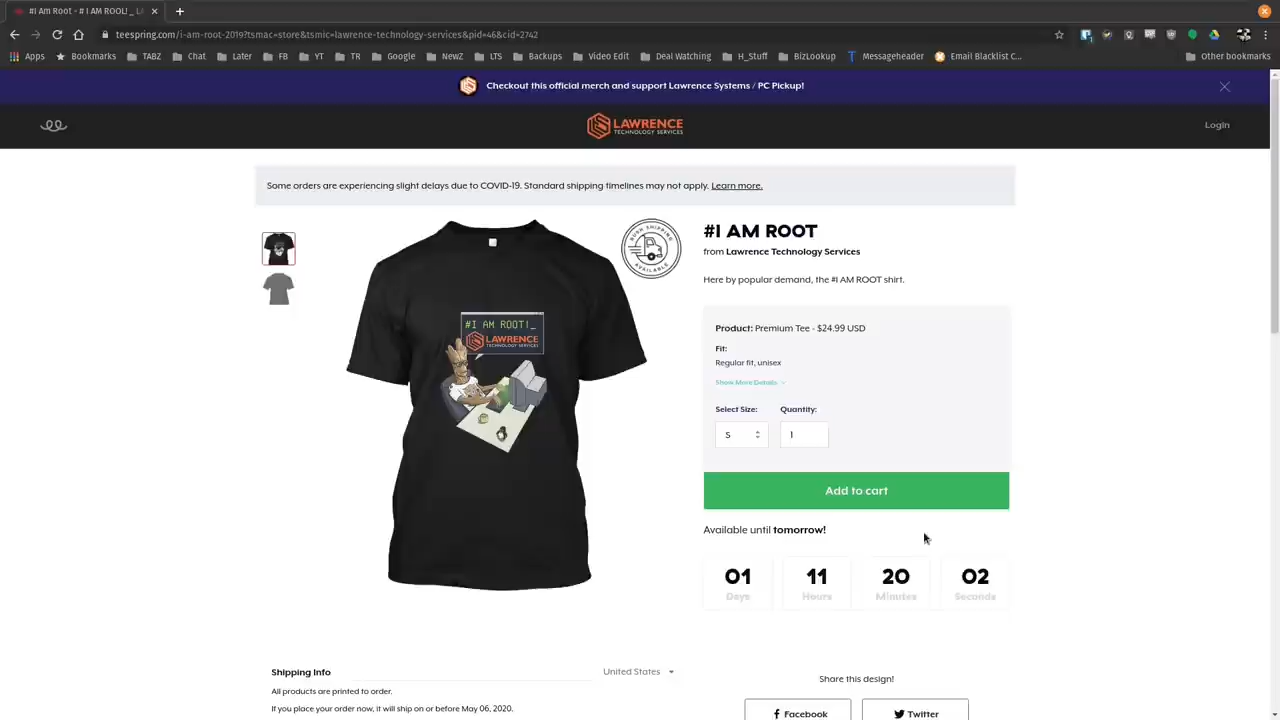 #I Am Root - # I AM ROOT! _ L
teespring.com/i-am-root-2019?tsmac=store&tsmic=lawrence-technology-services&pid=46&cid=2742
Apps Bookmarks TABZ Chat Later FB YT TR Google NewZ LTS Backups Video Edit Deal Watching H_Stuff BizLookup Messageheader Email Blacklist C... Other bookmarks
Checkout this official merch and support Lawrence Systems / PC Pickup!
LAWRENCE
TECHNOLOGY SERVICES
Login
Some orders are experiencing slight delays due to COVID-19. Standard shipping timelines may not apply. Learn more.
RUSH SHIPPING
AVAILABLE
#I AM ROOT!_
LAWRENCE
TECHNOLOGY SERVICES
#I AM ROOT
from Lawrence Technology Services
Here by popular demand, the #I AM ROOT shirt.
Product: Premium Tee - $24.99 USD
Fit:
Regular fit, unisex
Show More Details
Select Size: Quantity:
S 1
Add to cart
Available until tomorrow!
01 11 20 02
Days Hours Minutes Seconds
Shipping Info United States
All products are printed to order.
If you place your order now, it will ship on or before May 06, 2020.
Share this design!
Facebook Twitter